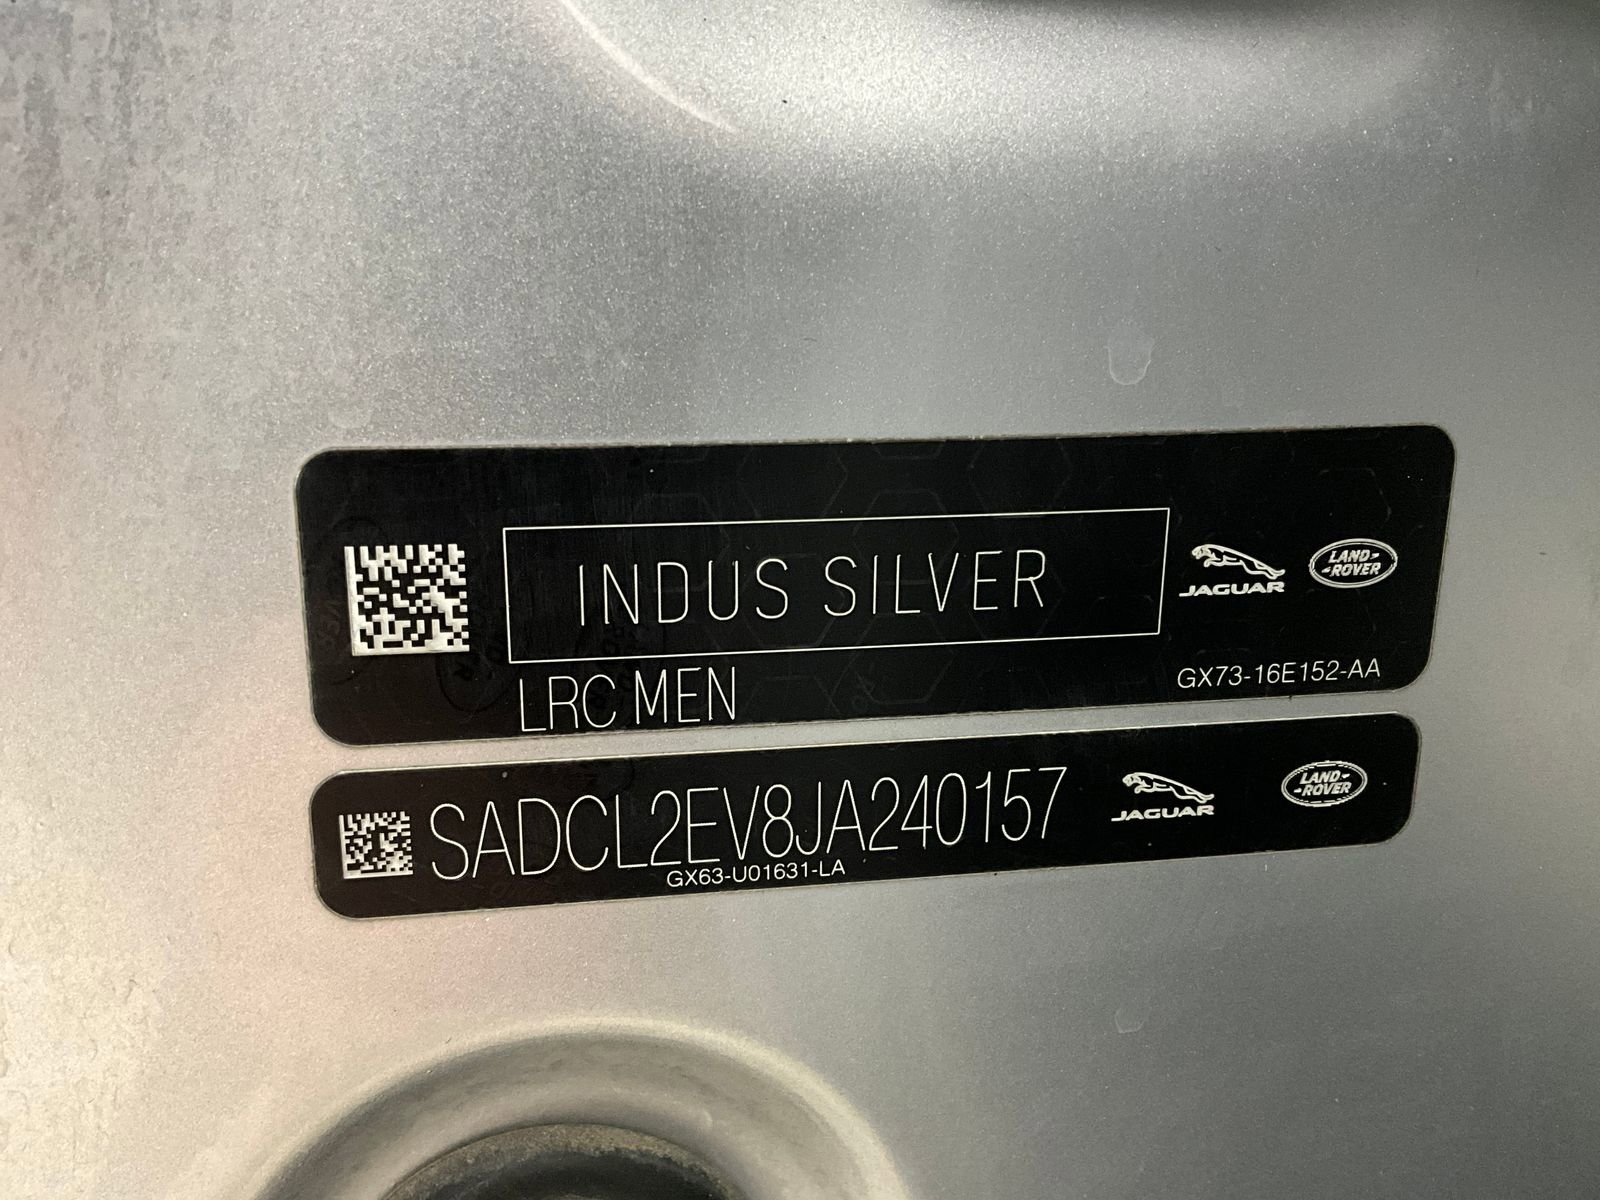 INDUS SILVER
JAGUAR
LAND-
-ROVER
LRC MEN
GX73-16E152-AA
SADCL2EV8JA240157
GX63-U01631-LA
JAGUAR
LAND-
-ROVER